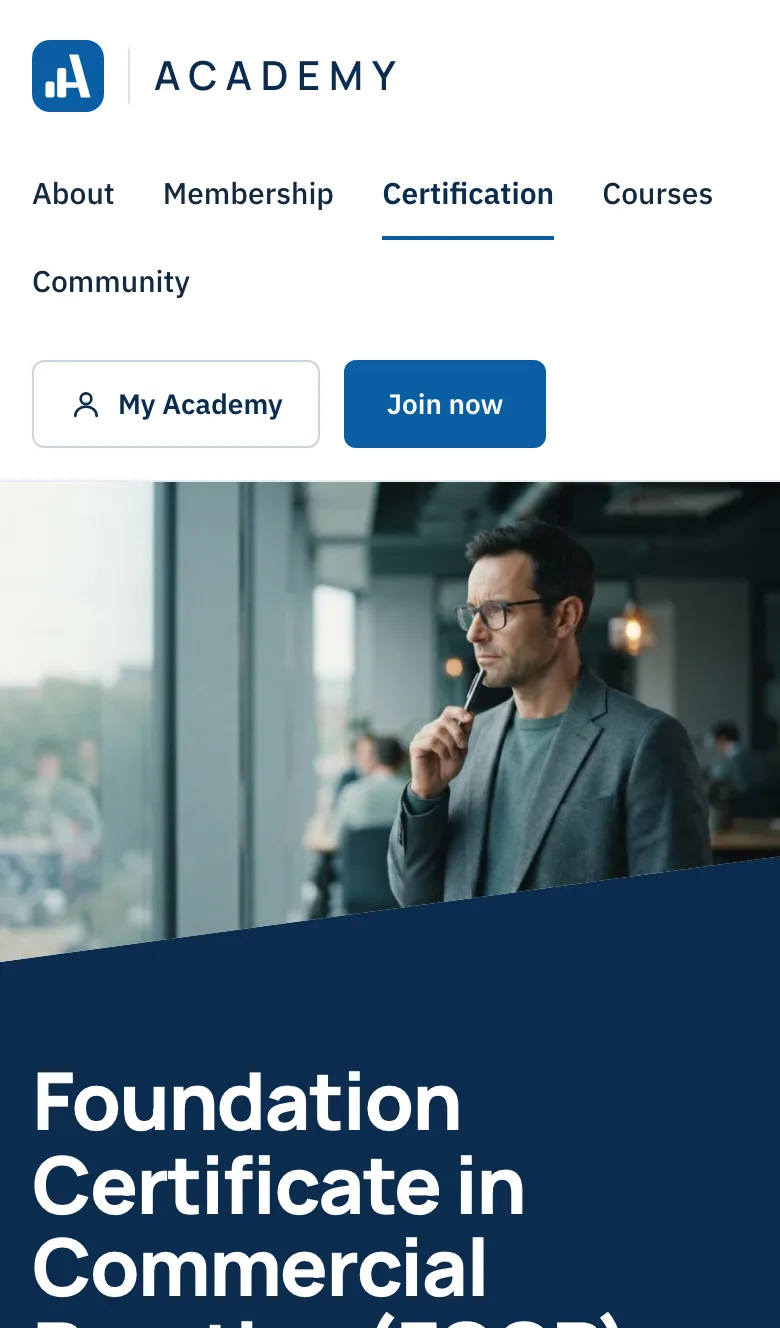 ACADEMY
About Membership Certification Courses
Community
My Academy Join now
Foundation
Certificate in
Commercial